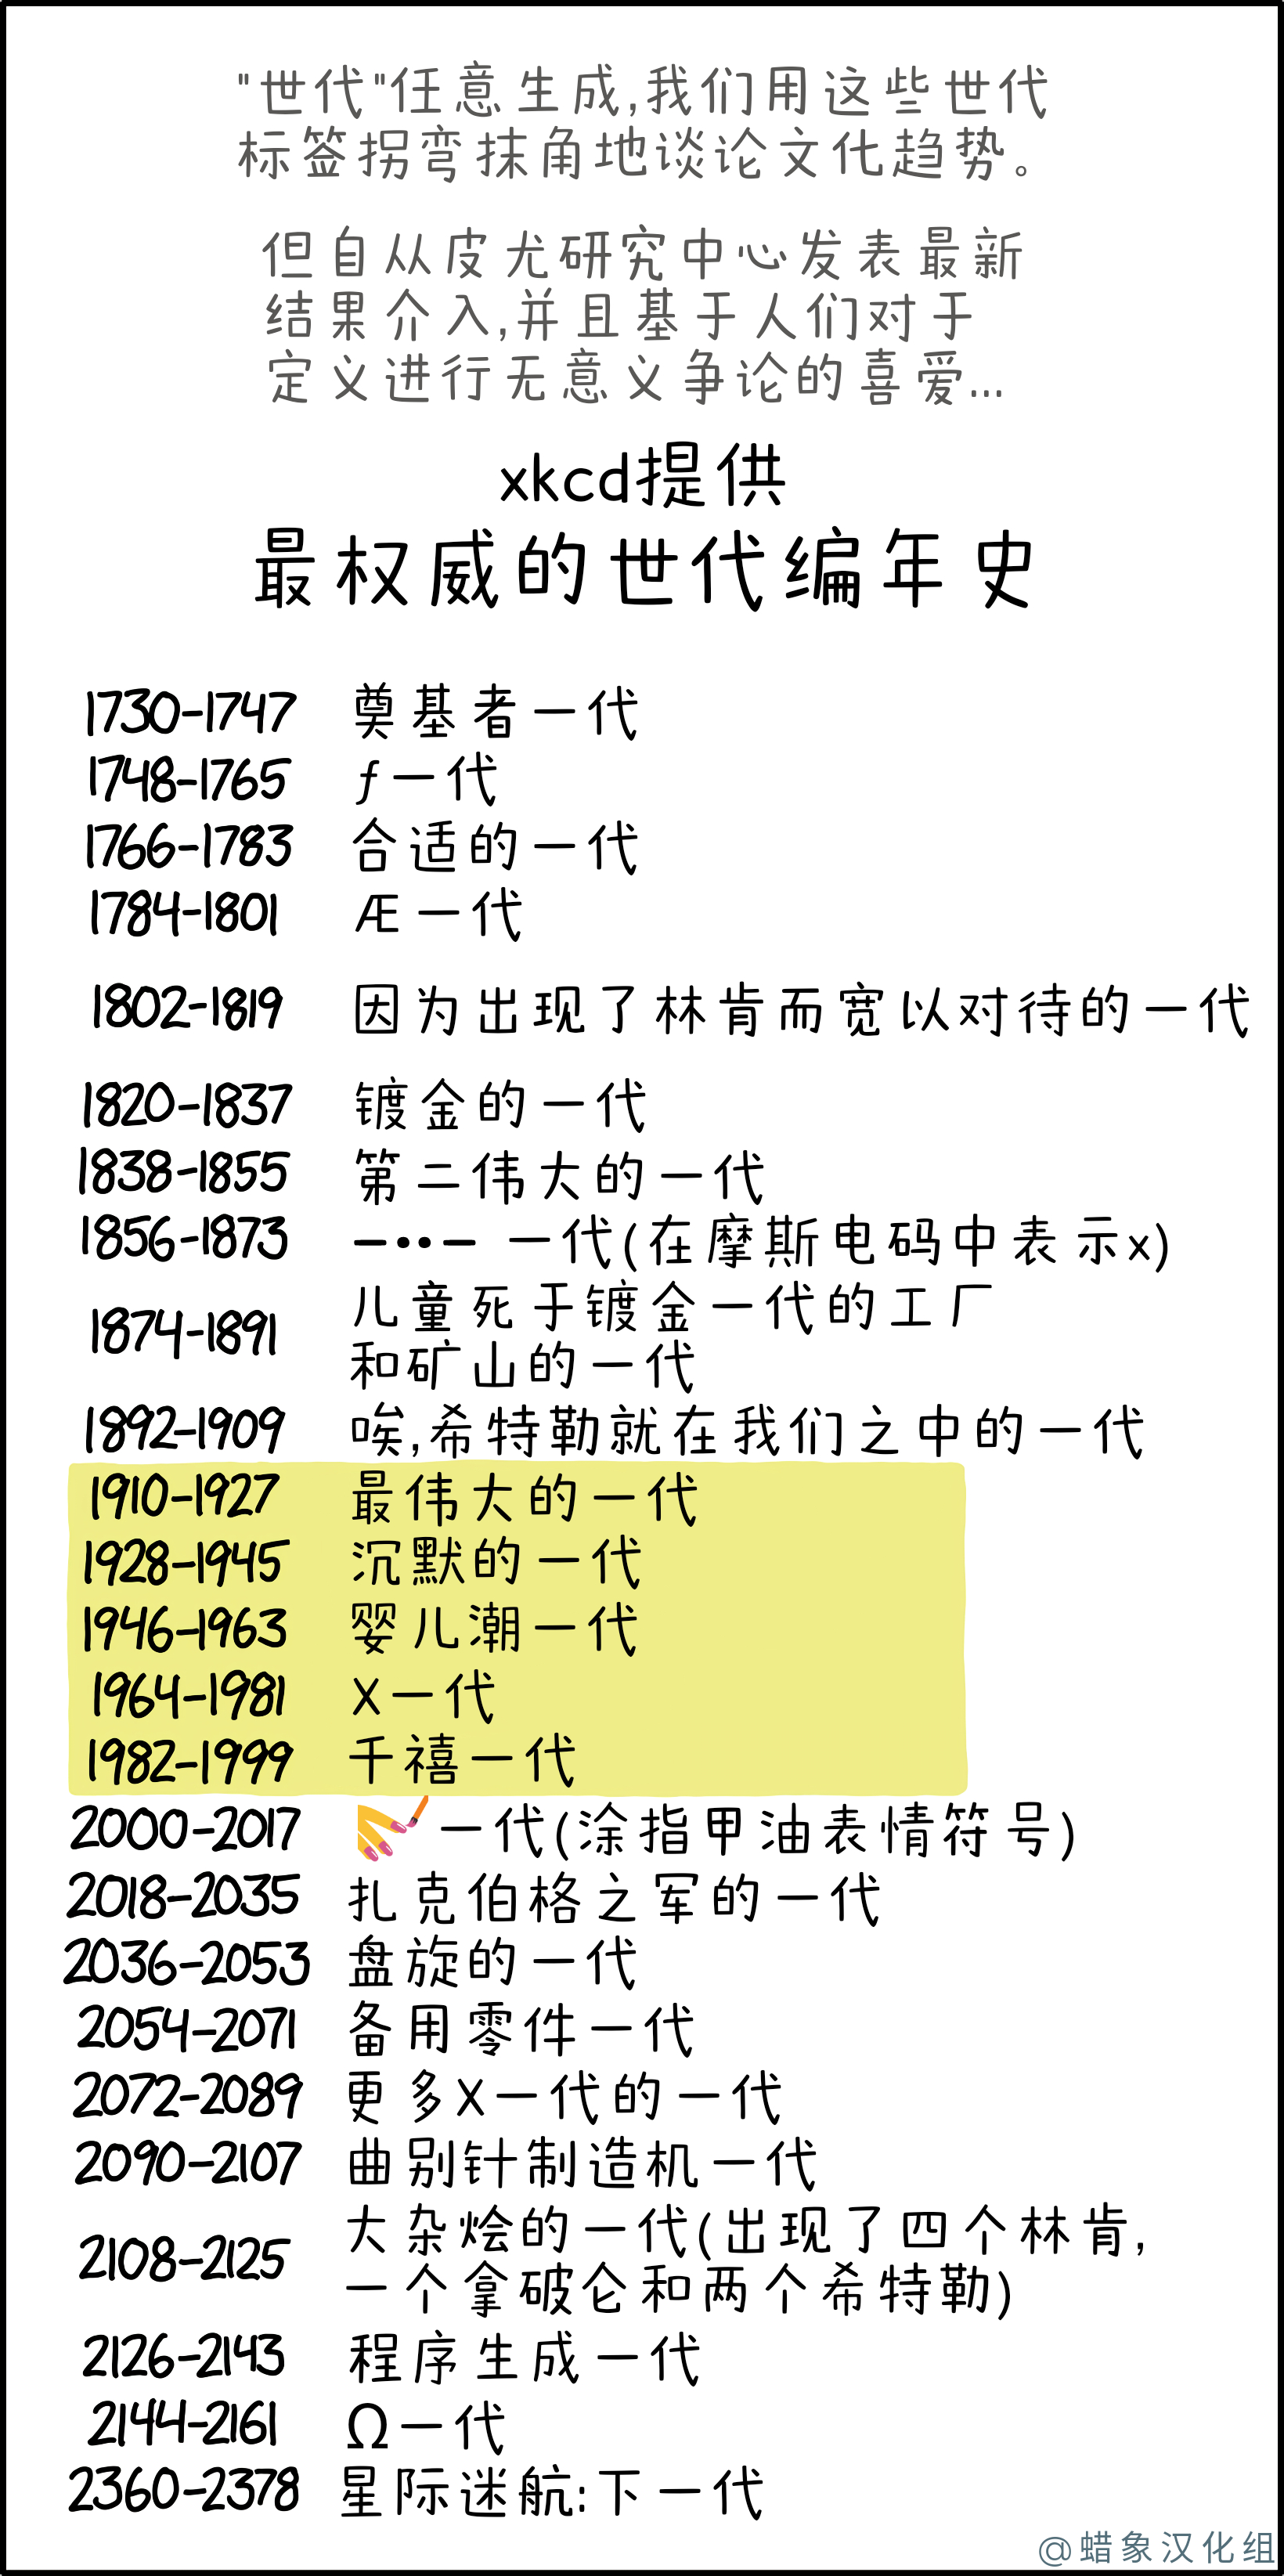 "世代"任意生成,我们用这些世代
标签拐弯抹角地谈论文化趋势。
但自从皮尤研究中心发表最新
结果介入,并且基于人们对于
定义进行无意义争论的喜爱...
xkcd提供
最权威的世代编年史
1730-1747 奠基者一代
1748-1765 ƒ一代
1766-1783 合适的一代
1784-1801 Æ一代
1802-1819 因为出现了林肯而宽以对待的一代
1820-1837 镀金的一代
1838-1855 第二伟大的一代
1856-1873 —••— 一代(在摩斯电码中表示x)
1874-1891 儿童死于镀金一代的工厂
和矿山的一代
1892-1909 唉,希特勒就在我们之中的一代
1910-1927 最伟大的一代
1928-1945 沉默的一代
1946-1963 婴儿潮一代
1964-1981 X一代
1982-1999 千禧一代
2000-2017 💅一代(涂指甲油表情符号)
2018-2035 扎克伯格之军的一代
2036-2053 盘旋的一代
2054-2071 备用零件一代
2072-2089 更多X一代的一代
2090-2107 曲别针制造机一代
2108-2125 大杂烩的一代(出现了四个林肯,
一个拿破仑和两个希特勒)
2126-2143 程序生成一代
2144-2161 Ω一代
2360-2378 星际迷航:下一代
@蜡象汉化组